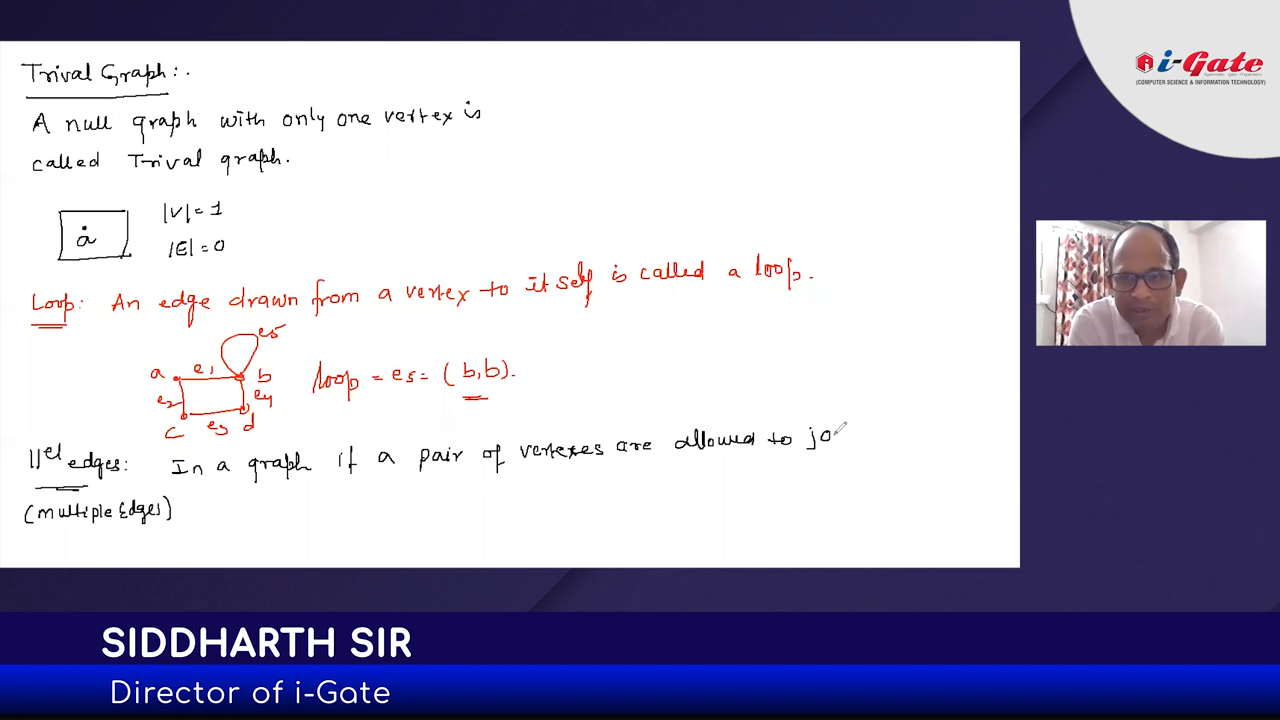 Trival Graph:.
A null graph with only one vertex is
called Trival graph.
a
|V| = 1
|E| = 0
Loop: An edge drawn from a vertex to itself is called a loop.
e5
a e1 b
e2 e4
c e3 d
loop = e5 = (b,b).
||el edges: In a graph if a pair of vertexes are allowed to jo
(multiple Edges)
i-Gate
(COMPUTER SCIENCE & INFORMATION TECHNOLOGY)
SIDDHARTH SIR
Director of i-Gate